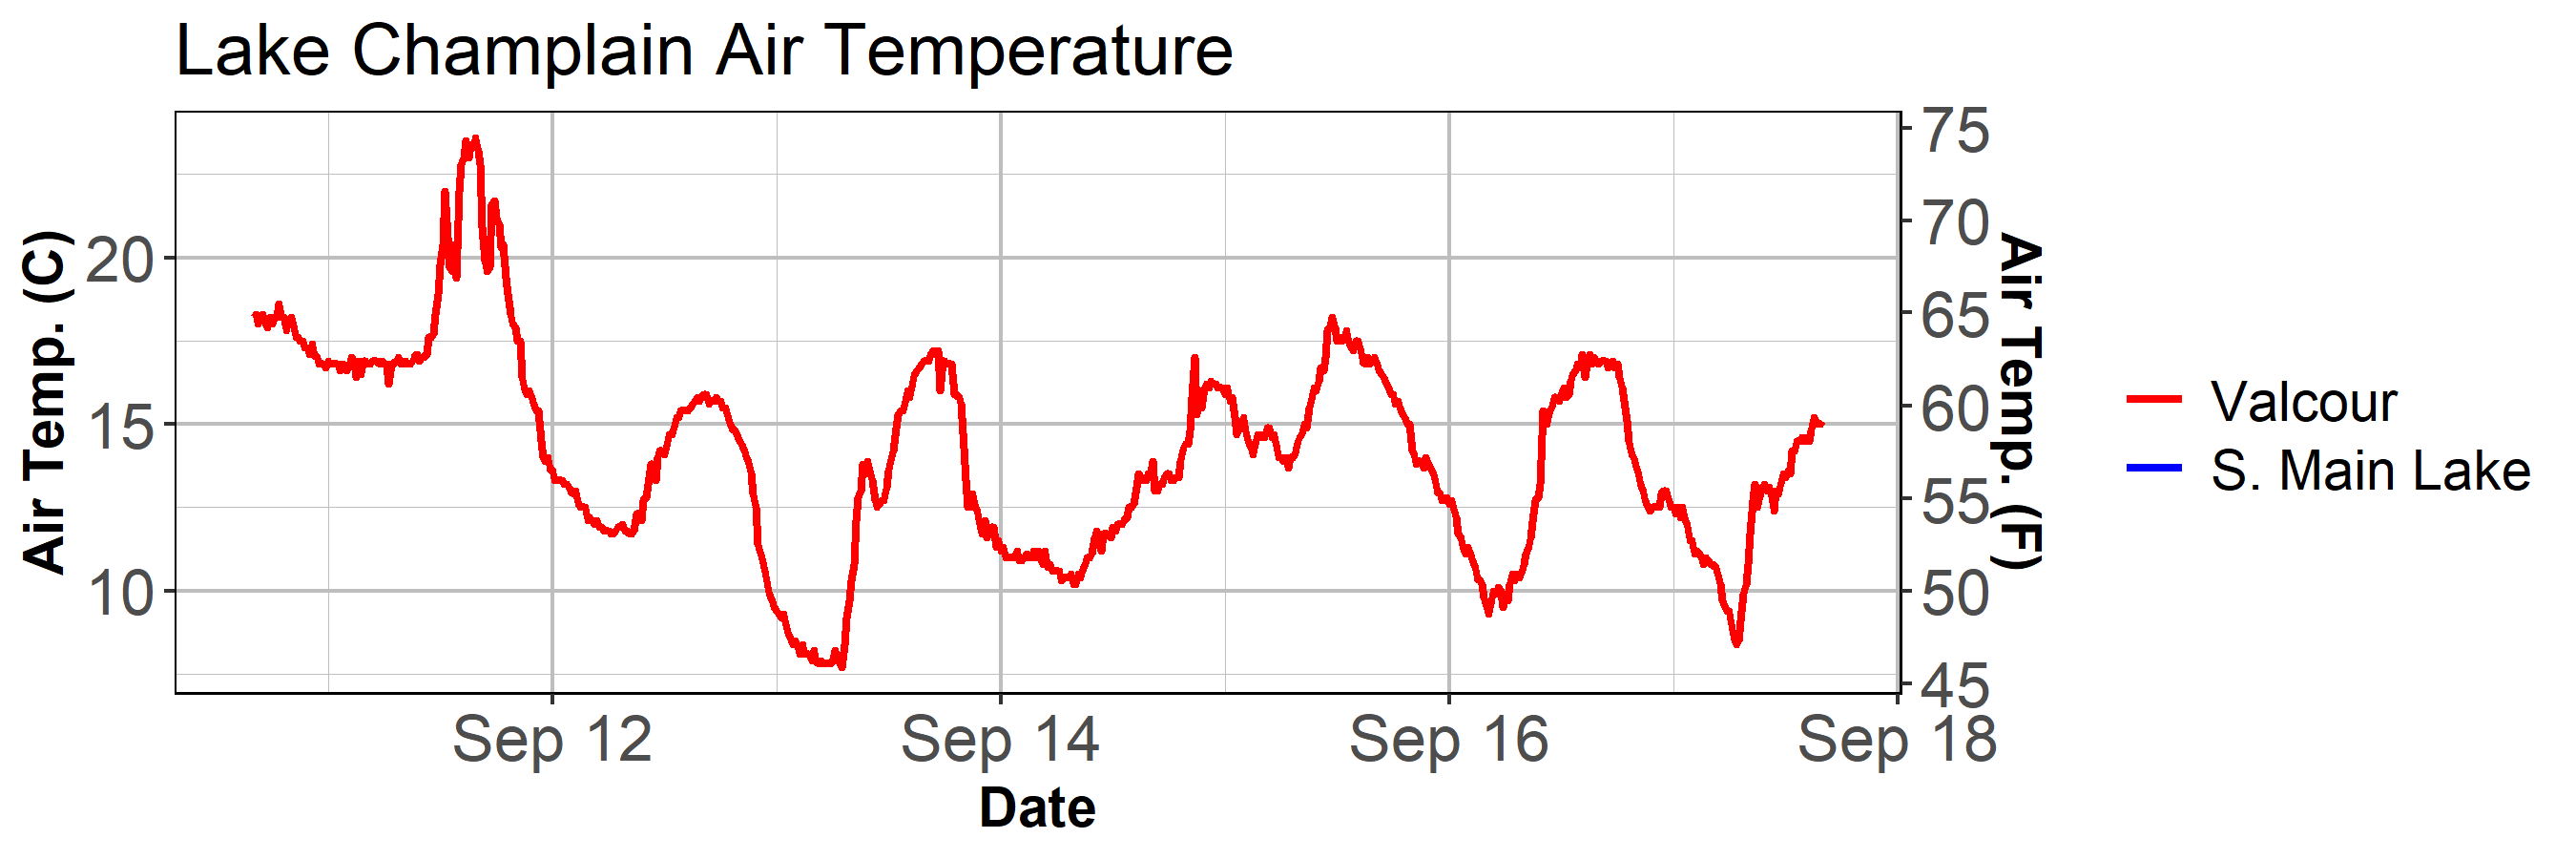 Lake Champlain Air Temperature
Air Temp. (C)
20
15
10
75
70
65
60
55
50
45
Air Temp. (F)
Sep 12
Sep 14
Sep 16
Sep 18
Date
Valcour
S. Main Lake